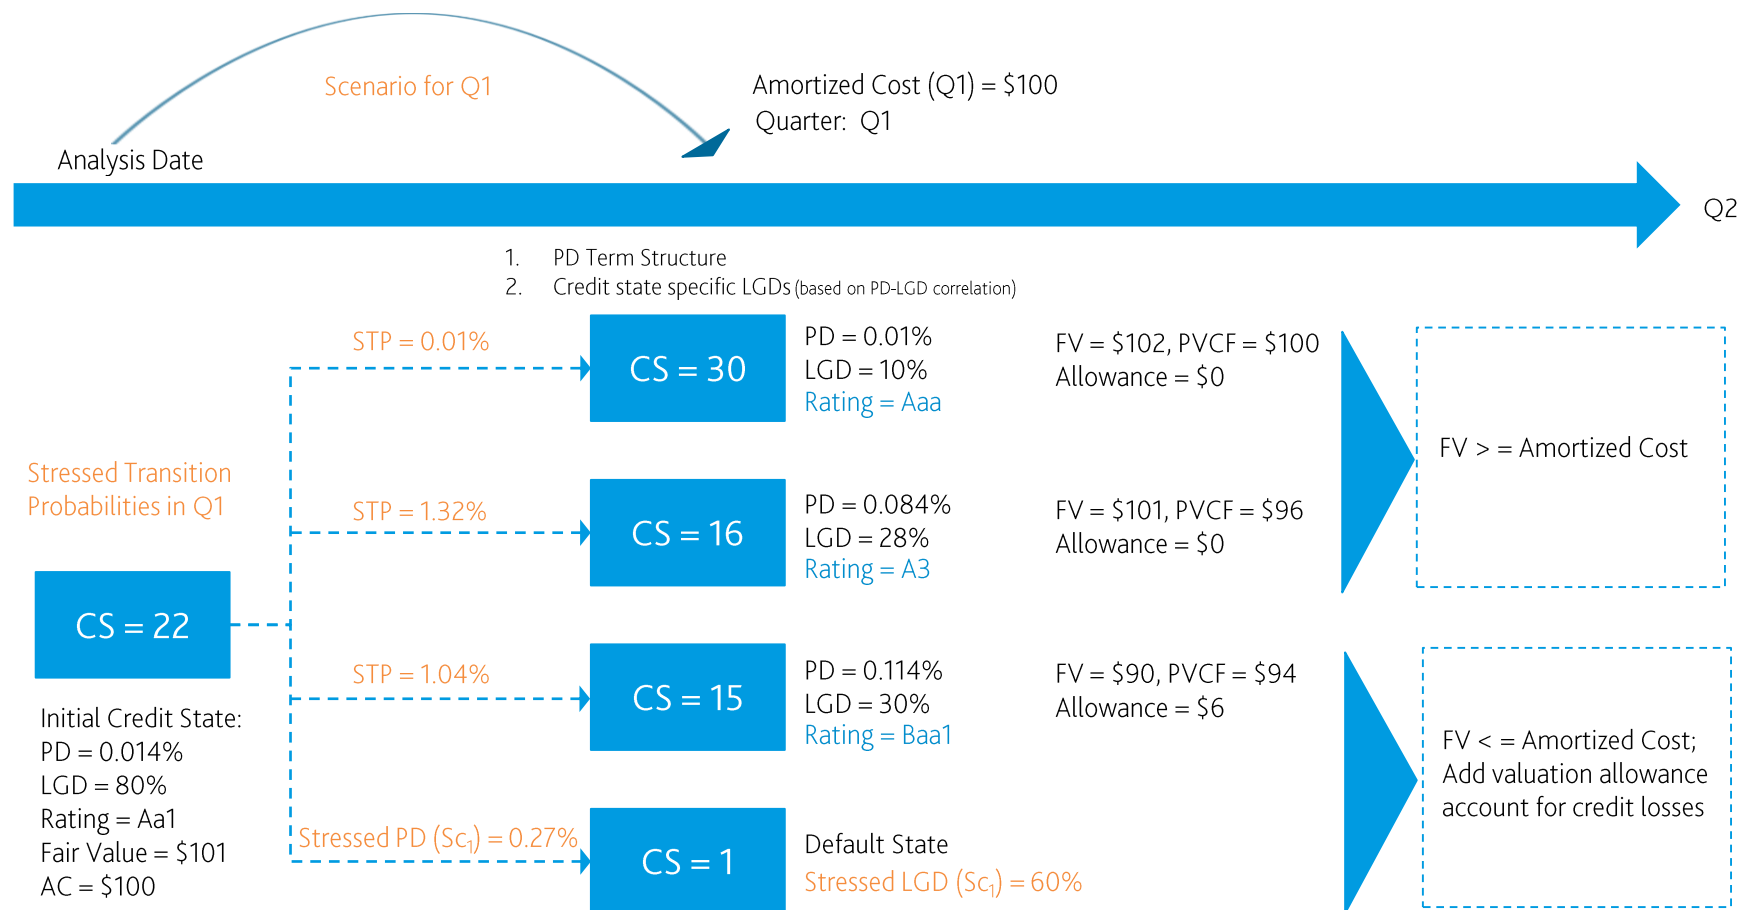 Scenario for Q1
Amortized Cost (Q1) = $100
Quarter: Q1
Analysis Date
Q2
1. PD Term Structure
2. Credit state specific LGDs (based on PD-LGD correlation)
STP = 0.01%
CS = 30
PD = 0.01%
LGD = 10%
Rating = Aaa
FV = $102, PVCF = $100
Allowance = $0
FV > = Amortized Cost
Stressed Transition
Probabilities in Q1
STP = 1.32%
CS = 16
PD = 0.084%
LGD = 28%
Rating = A3
FV = $101, PVCF = $96
Allowance = $0
CS = 22
STP = 1.04%
CS = 15
PD = 0.114%
LGD = 30%
Rating = Baa1
FV = $90, PVCF = $94
Allowance = $6
Initial Credit State:
PD = 0.014%
LGD = 80%
Rating = Aa1
Fair Value = $101
AC = $100
Stressed PD (Sc₁) = 0.27%
CS = 1
Default State
Stressed LGD (Sc₁) = 60%
FV < = Amortized Cost;
Add valuation allowance
account for credit losses